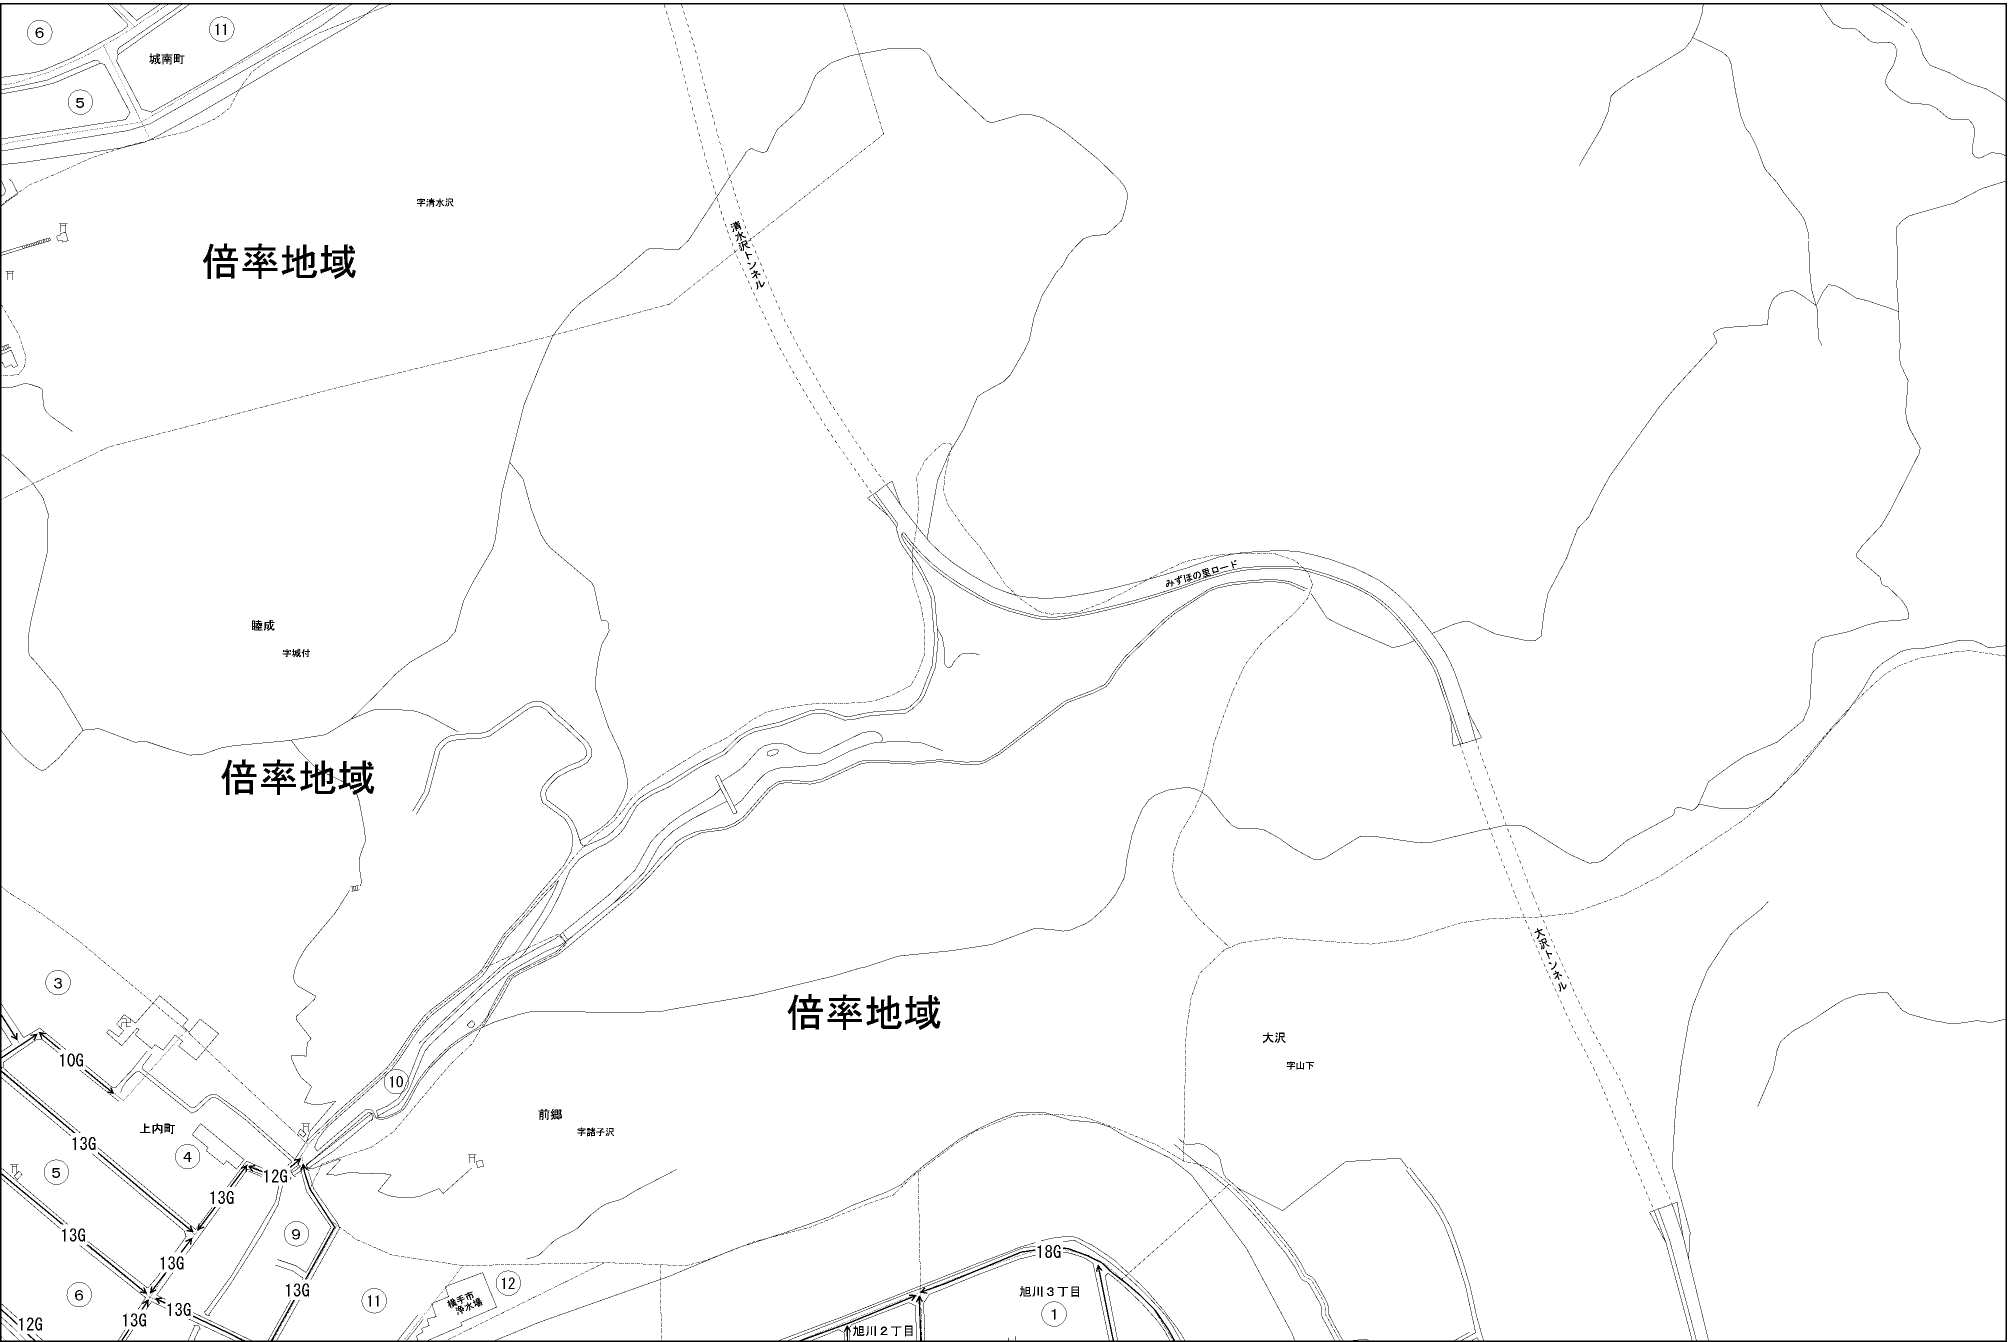 ⑥
⑪
城南町
⑤
字清水沢
清水沢トンネル
倍率地域
みずほの里ロード
睦成
字城付
倍率地域
大沢トンネル
③
倍率地域
大沢
字山下
10G
⑩
前郷
字諸子沢
上内町
13G
④
⑤
12G
13G
⑨
13G
13G
18G
⑫
13G
⑥
⑪
横手市
浄水場
旭川3丁目
①
13G
13G
12G
旭川2丁目